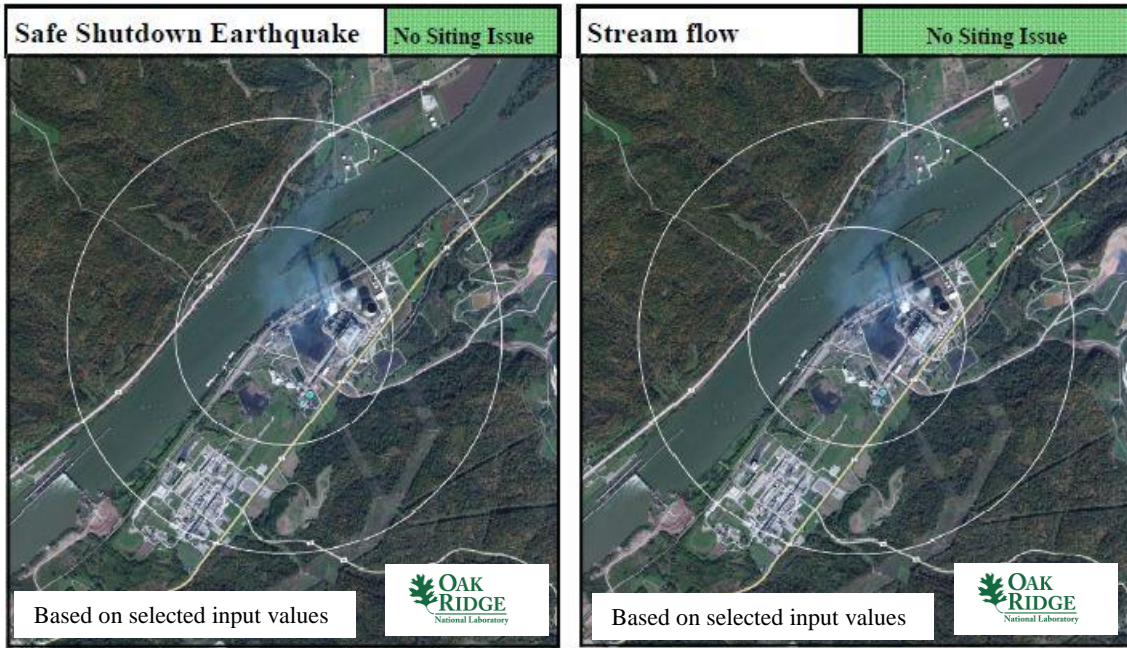 Safe Shutdown Earthquake
No Siting Issue
Based on selected input values
OAK
RIDGE
National Laboratory
Stream flow
No Siting Issue
Based on selected input values
OAK
RIDGE
National Laboratory